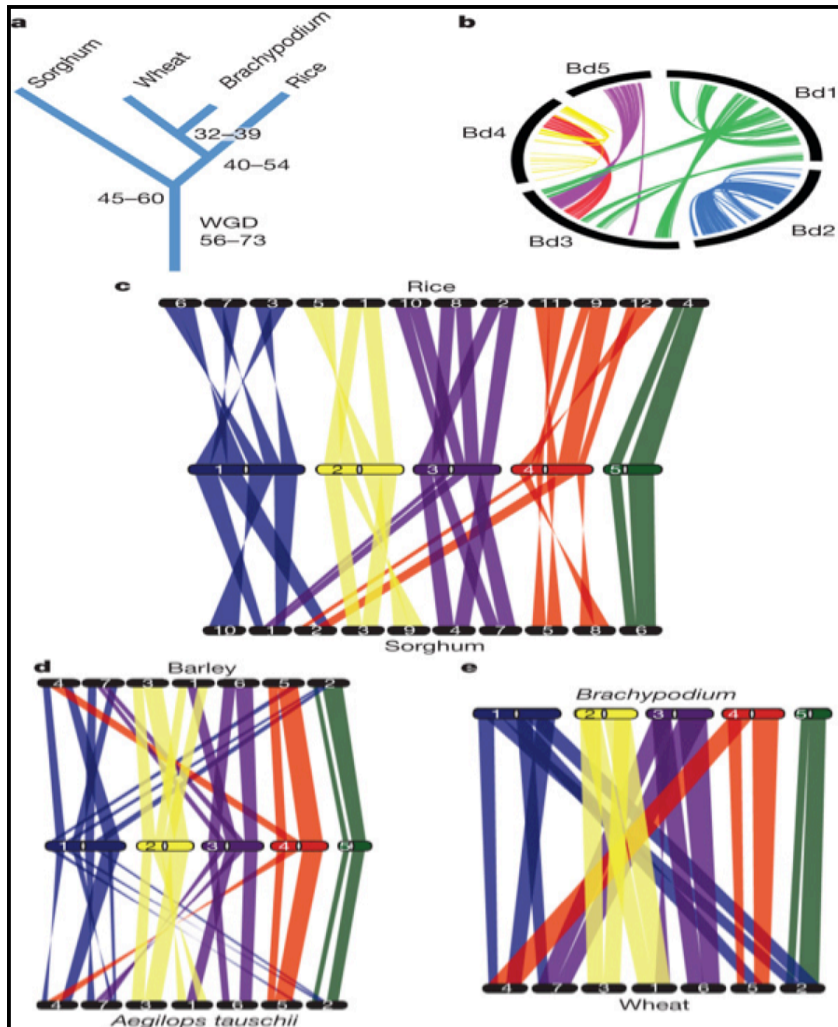 a
Sorghum
Wheat
Brachypodium
Rice
32–39
40–54
45–60
WGD
56–73
b
Bd5
Bd1
Bd4
Bd3
Bd2
c
Rice
6 7 3 5 1 10 8 2 11 9 12 4
1 2 3 4 5
10 1 2 3 9 4 7 5 8 6
Sorghum
d
Barley
4 7 3 1 6 5 2
1 2 3 4 5
4 7 3 1 6 5 2
Aegilops tauschii
e
Brachypodium
1 2 3 4 5
4 7 3 1 6 5 2
Wheat